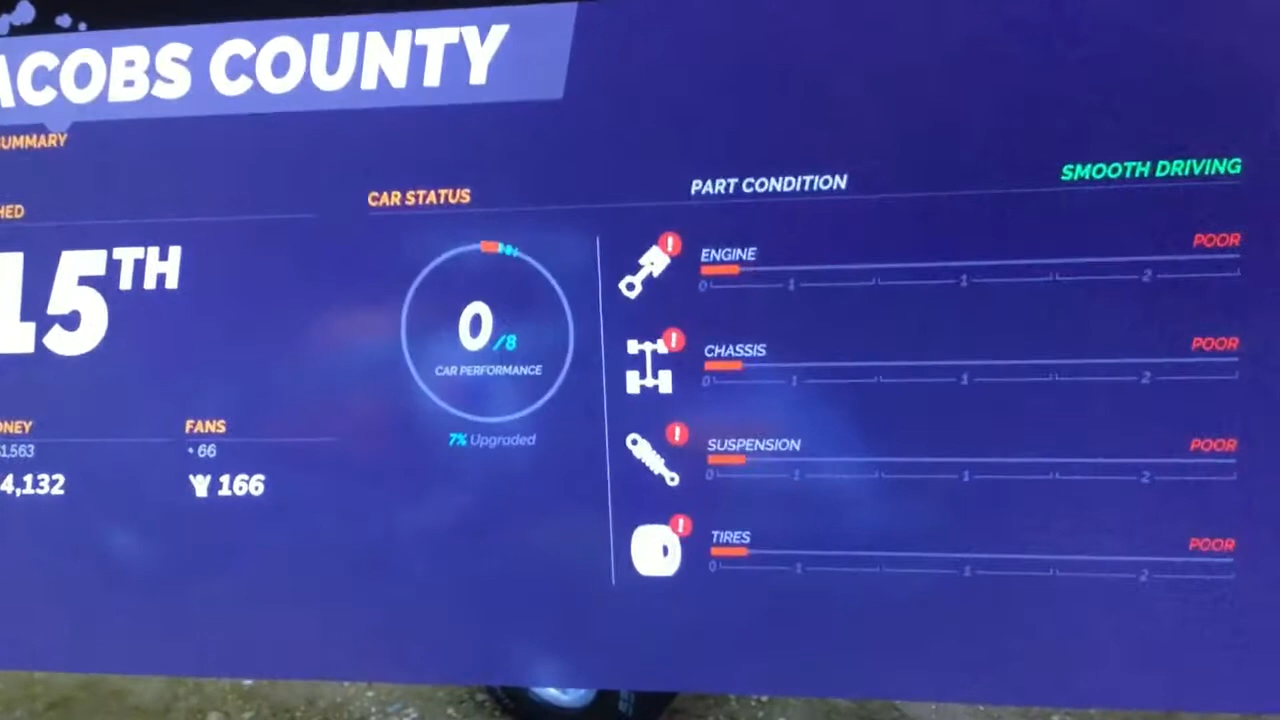 ACOBS COUNTY
SUMMARY
HED
15TH
ONEY
1,563
4,132
FANS
+ 66
166
CAR STATUS
0/8
CAR PERFORMANCE
7% Upgraded
PART CONDITION
SMOOTH DRIVING
ENGINE
POOR
0 1 1 2
CHASSIS
POOR
0 1 1 2
SUSPENSION
POOR
0 1 1 2
TIRES
POOR
0 1 1 2